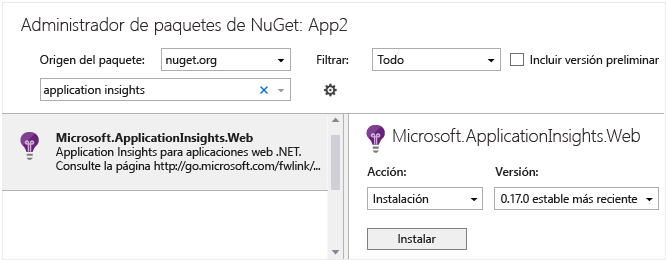 Administrador de paquetes de NuGet: App2
Origen del paquete: nuget.org Filtrar: Todo Incluir versión preliminar
application insights
Microsoft.ApplicationInsights.Web
Application Insights para aplicaciones web .NET.
Consulte la página http://go.microsoft.com/fwlink/...
Microsoft.ApplicationInsights.Web
Acción: Versión:
Instalación 0.17.0 estable más reciente
Instalar